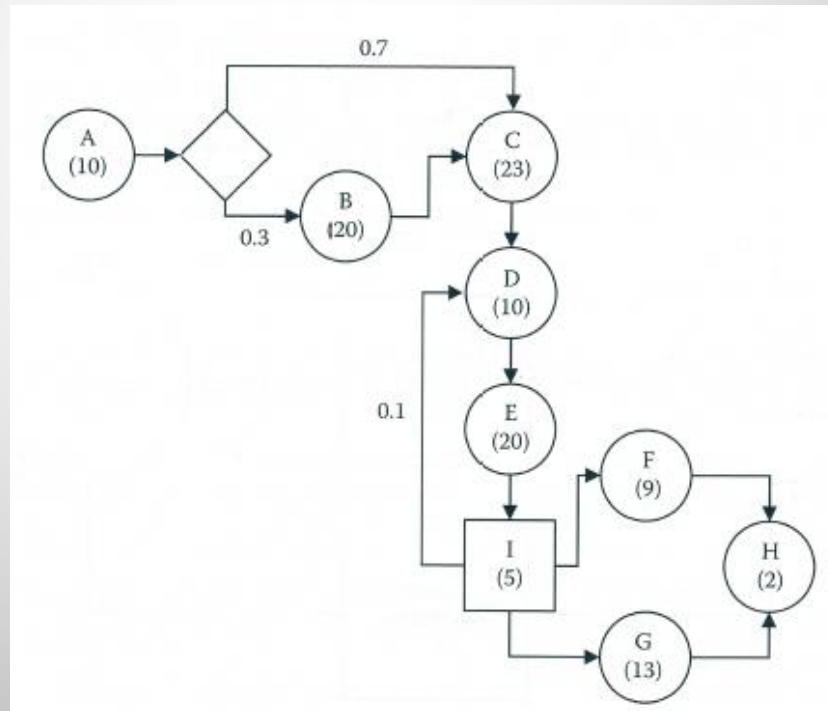 0.7
A
(10)
C
(23)
B
(20)
0.3
D
(10)
0.1
E
(20)
F
(9)
I
(5)
H
(2)
G
(13)